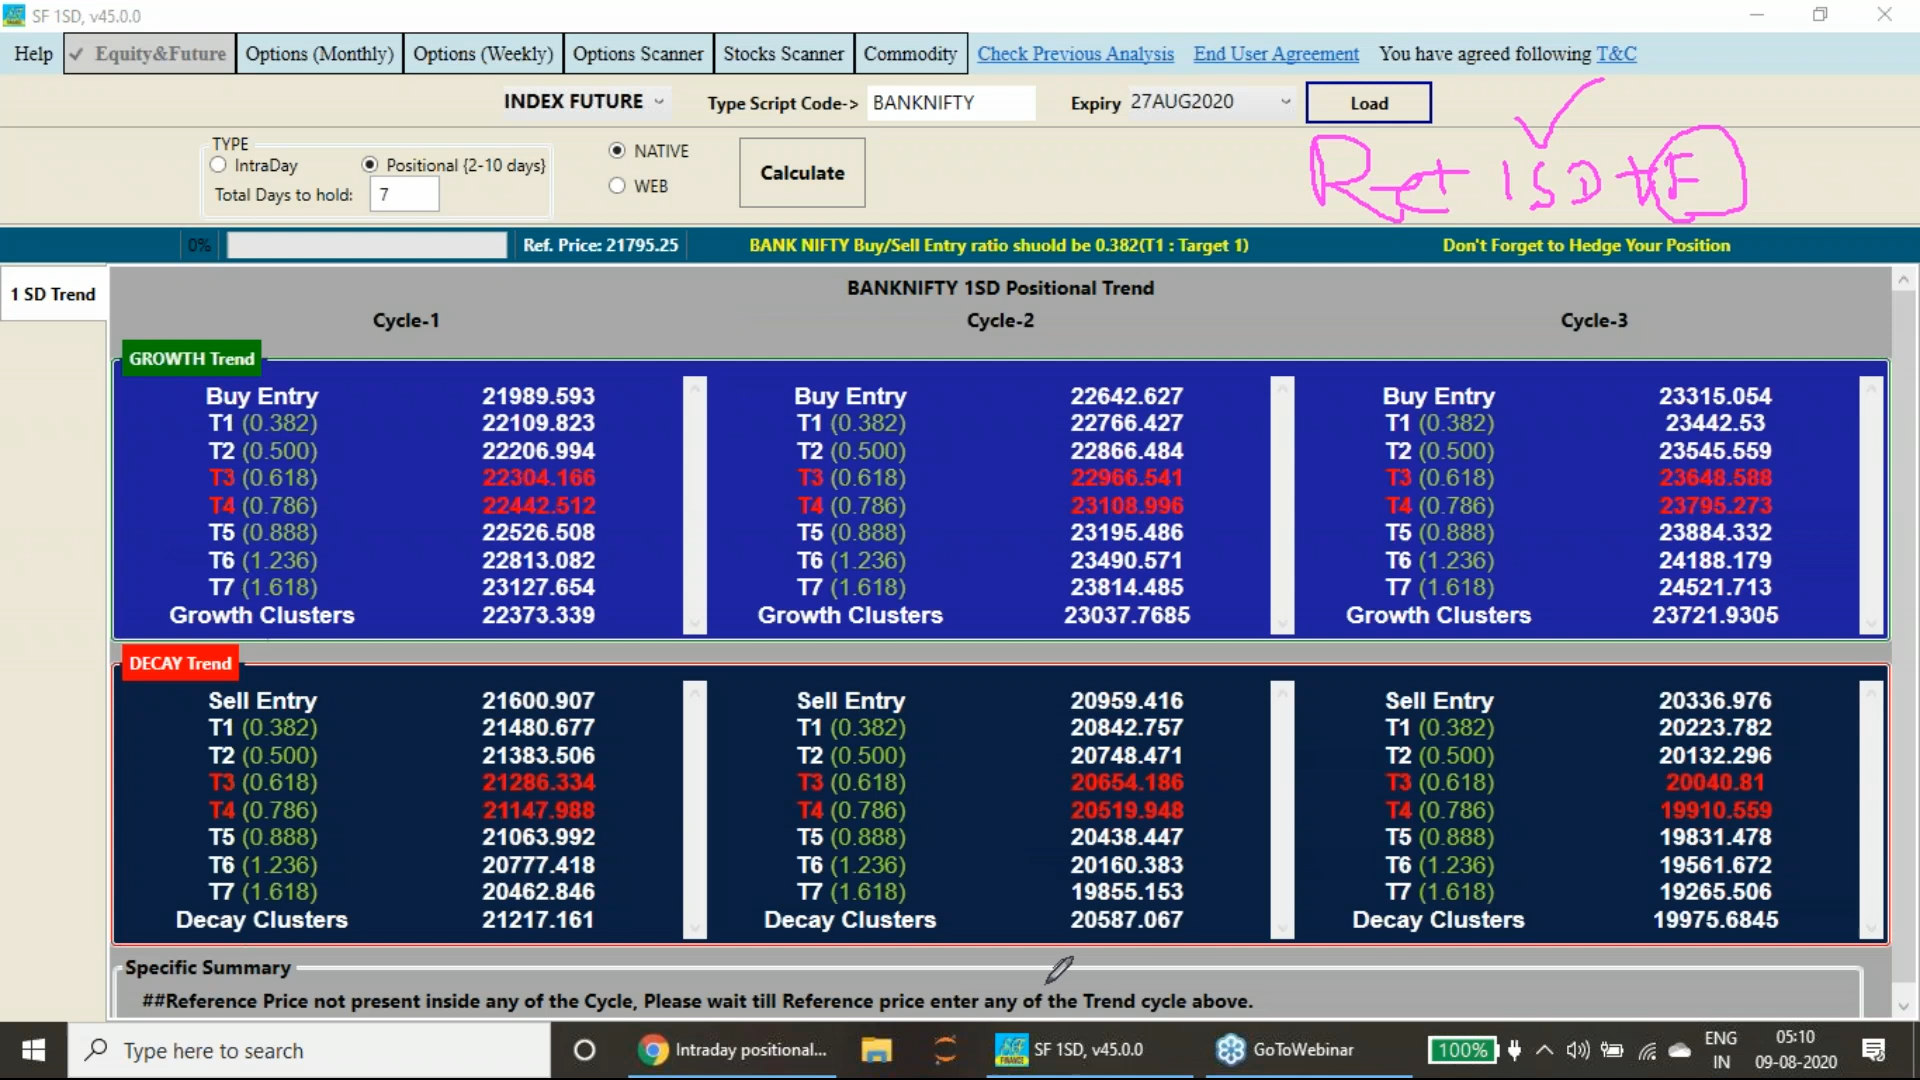 SF 1SD, v45.0.0
Help ✓ Equity&Future Options (Monthly) Options (Weekly) Options Scanner Stocks Scanner Commodity Check Previous Analysis End User Agreement You have agreed following T&C
INDEX FUTURE Type Script Code-> BANKNIFTY Expiry 27AUG2020 Load
TYPE
IntraDay Positional {2-10 days}
Total Days to hold: 7
NATIVE
WEB
Calculate
1SD+F
0% Ref. Price: 21795.25 BANK NIFTY Buy/Sell Entry ratio shuold be 0.382(T1 : Target 1) Don't Forget to Hedge Your Position
1 SD Trend
BANKNIFTY 1SD Positional Trend
Cycle-1 Cycle-2 Cycle-3
GROWTH Trend
Buy Entry 21989.593 Buy Entry 22642.627 Buy Entry 23315.054
T1 (0.382) 22109.823 T1 (0.382) 22766.427 T1 (0.382) 23442.53
T2 (0.500) 22206.994 T2 (0.500) 22866.484 T2 (0.500) 23545.559
T3 (0.618) 22304.166 T3 (0.618) 22966.541 T3 (0.618) 23648.588
T4 (0.786) 22442.512 T4 (0.786) 23108.996 T4 (0.786) 23795.273
T5 (0.888) 22526.508 T5 (0.888) 23195.486 T5 (0.888) 23884.332
T6 (1.236) 22813.082 T6 (1.236) 23490.571 T6 (1.236) 24188.179
T7 (1.618) 23127.654 T7 (1.618) 23814.485 T7 (1.618) 24521.713
Growth Clusters 22373.339 Growth Clusters 23037.7685 Growth Clusters 23721.9305
DECAY Trend
Sell Entry 21600.907 Sell Entry 20959.416 Sell Entry 20336.976
T1 (0.382) 21480.677 T1 (0.382) 20842.757 T1 (0.382) 20223.782
T2 (0.500) 21383.506 T2 (0.500) 20748.471 T2 (0.500) 20132.296
T3 (0.618) 21286.334 T3 (0.618) 20654.186 T3 (0.618) 20040.81
T4 (0.786) 21147.988 T4 (0.786) 20519.948 T4 (0.786) 19910.559
T5 (0.888) 21063.992 T5 (0.888) 20438.447 T5 (0.888) 19831.478
T6 (1.236) 20777.418 T6 (1.236) 20160.383 T6 (1.236) 19561.672
T7 (1.618) 20462.846 T7 (1.618) 19855.153 T7 (1.618) 19265.506
Decay Clusters 21217.161 Decay Clusters 20587.067 Decay Clusters 19975.6845
Specific Summary
##Reference Price not present inside any of the Cycle, Please wait till Reference price enter any of the Trend cycle above.
Type here to search Intraday positional... SF 1SD, v45.0.0 GoToWebinar 100% ENG IN 05:10 09-08-2020